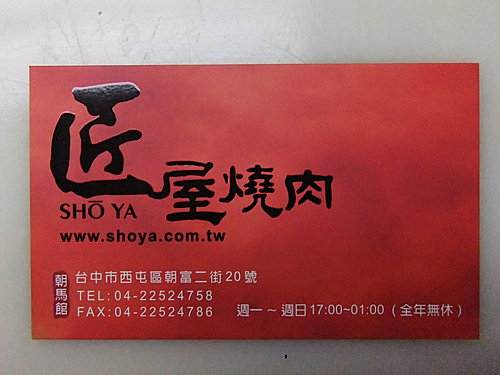 匠屋燒肉
SHŌ YA
www.shoya.com.tw
朝馬館
台中市西屯區朝富二街20號
TEL:04-22524758
FAX:04-22524786 週一～週日17:00~01:00（全年無休）